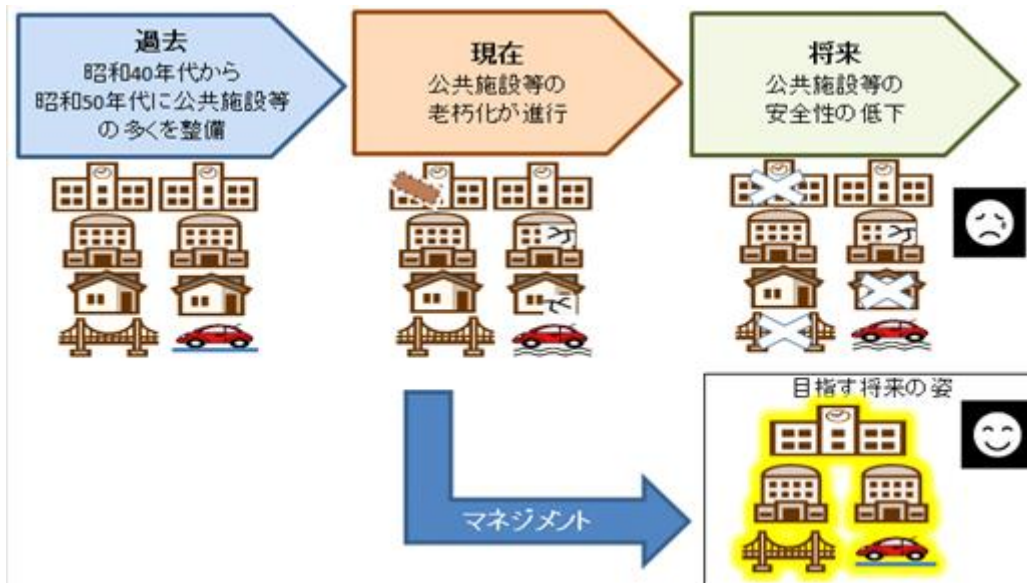 過去
昭和40年代から
昭和50年代に公共施設等
の多くを整備
現在
公共施設等の
老朽化が進行
将来
公共施設等の
安全性の低下
目指す将来の姿
マネジメント